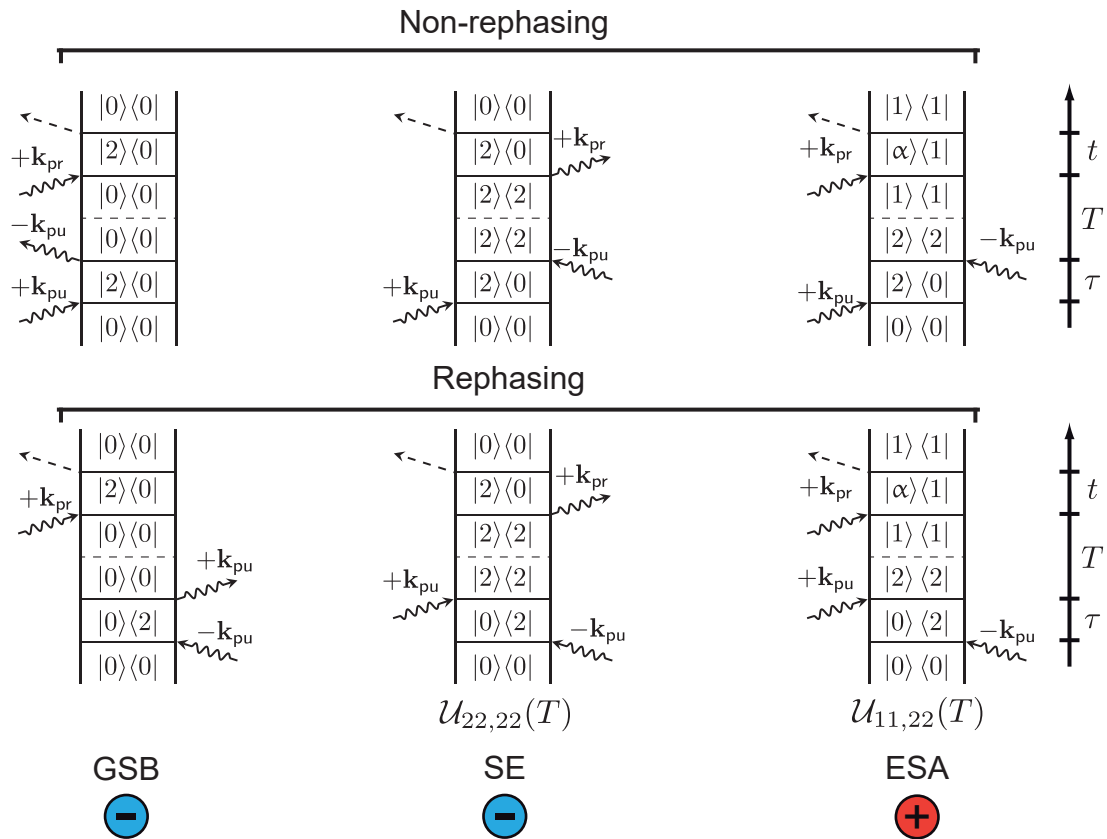 Non-rephasing
|0⟩⟨0| |0⟩⟨0| |1⟩⟨1|
+k_pr |2⟩⟨0| |2⟩⟨0| +k_pr +k_pr |α⟩⟨1| t
|0⟩⟨0| |2⟩⟨2| |1⟩⟨1|
−k_pu |0⟩⟨0| |2⟩⟨2| −k_pu |2⟩⟨2| −k_pu T
+k_pu |2⟩⟨0| +k_pu |2⟩⟨0| +k_pu |2⟩⟨0| τ
|0⟩⟨0| |0⟩⟨0| |0⟩⟨0|
Rephasing
|0⟩⟨0| |0⟩⟨0| |1⟩⟨1|
+k_pr |2⟩⟨0| |2⟩⟨0| +k_pr +k_pr |α⟩⟨1| t
|0⟩⟨0| |2⟩⟨2| |1⟩⟨1|
|0⟩⟨0| +k_pu +k_pu |2⟩⟨2| +k_pu |2⟩⟨2| T
|0⟩⟨2| −k_pu |0⟩⟨2| −k_pu |0⟩⟨2| −k_pu τ
|0⟩⟨0| |0⟩⟨0| |0⟩⟨0|
𝒰_22,22(T) 𝒰_11,22(T)
GSB SE ESA
− − +